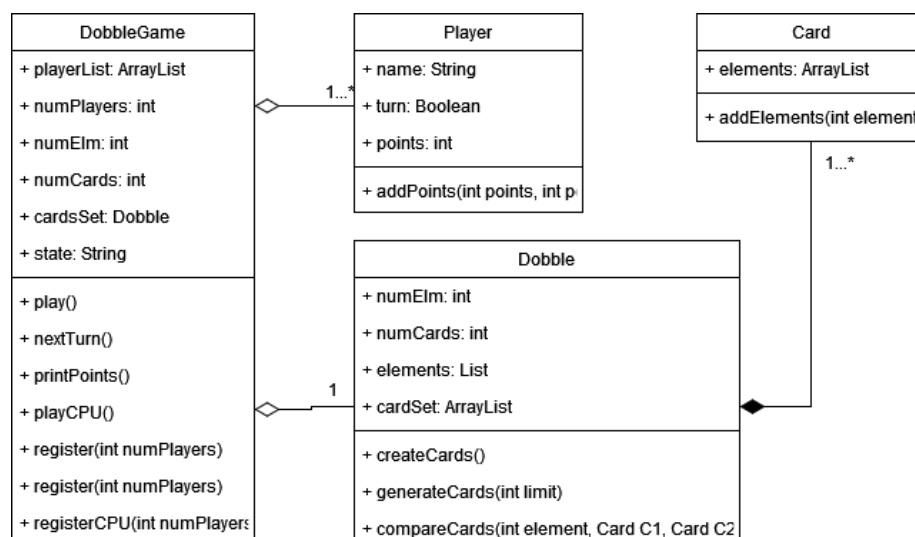 DobbleGame
+ playerList: ArrayList
+ numPlayers: int
+ numElm: int
+ numCards: int
+ cardsSet: Dobble
+ state: String
+ play()
+ nextTurn()
+ printPoints()
+ playCPU()
+ register(int numPlayers)
+ register(int numPlayers)
+ registerCPU(int numPlayers
1...*
1
Player
+ name: String
+ turn: Boolean
+ points: int
+ addPoints(int points, int p
Dobble
+ numElm: int
+ numCards: int
+ elements: List
+ cardSet: ArrayList
+ createCards()
+ generateCards(int limit)
+ compareCards(int element, Card C1, Card C2
Card
+ elements: ArrayList
+ addElements(int element
1...*